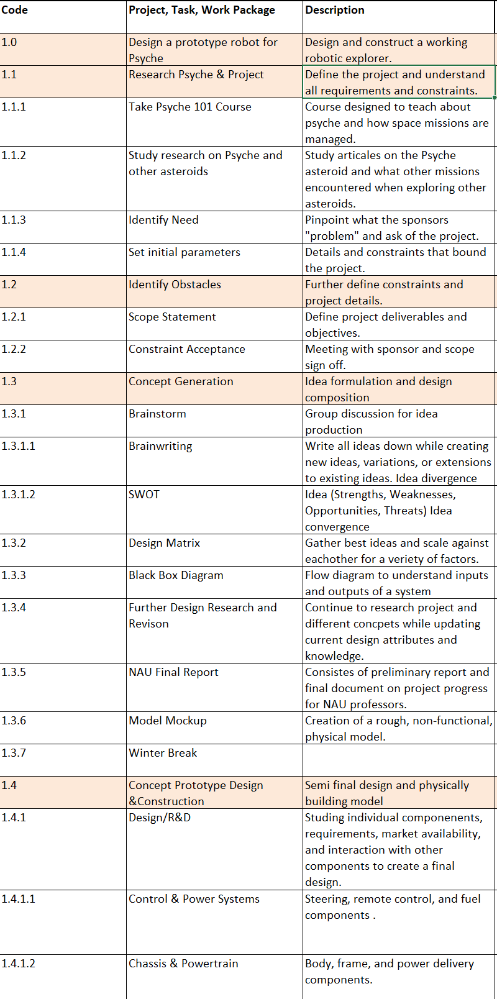 Code Project, Task, Work Package Description
1.0 Design a prototype robot for Design and construct a working
Psyche robotic explorer.
1.1 Research Psyche & Project Define the project and understand
all requirements and constraints.
1.1.1 Take Psyche 101 Course Course designed to teach about
psyche and how space missions are
managed.
1.1.2 Study research on Psyche and Study articales on the Psyche
other asteroids asteroid and what other missions
encountered when exploring other
asteroids.
1.1.3 Identify Need Pinpoint what the sponsors
"problem" and ask of the project.
1.1.4 Set initial parameters Details and constraints that bound
the project.
1.2 Identify Obstacles Further define constraints and
project details.
1.2.1 Scope Statement Define project deliverables and
objectives.
1.2.2 Constraint Acceptance Meeting with sponsor and scope
sign off.
1.3 Concept Generation Idea formulation and design
composition
1.3.1 Brainstorm Group discussion for idea
production
1.3.1.1 Brainwriting Write all ideas down while creating
new ideas, variations, or extensions
to existing ideas. Idea divergence
1.3.1.2 SWOT Idea (Strengths, Weaknesses,
Opportunities, Threats) Idea
convergence
1.3.2 Design Matrix Gather best ideas and scale against
eachother for a veriety of factors.
1.3.3 Black Box Diagram Flow diagram to understand inputs
and outputs of a system
1.3.4 Further Design Research and Continue to research project and
Revison different concpets while updating
current design attributes and
knowledge.
1.3.5 NAU Final Report Consistes of preliminary report and
final document on project progress
for NAU professors.
1.3.6 Model Mockup Creation of a rough, non-functional,
physical model.
1.3.7 Winter Break
1.4 Concept Prototype Design Semi final design and physically
&Construction building model
1.4.1 Design/R&D Studing individual componenents,
requirements, market availability,
and interaction with other
components to create a final
design.
1.4.1.1 Control & Power Systems Steering, remote control, and fuel
components .
1.4.1.2 Chassis & Powertrain Body, frame, and power delivery
components.